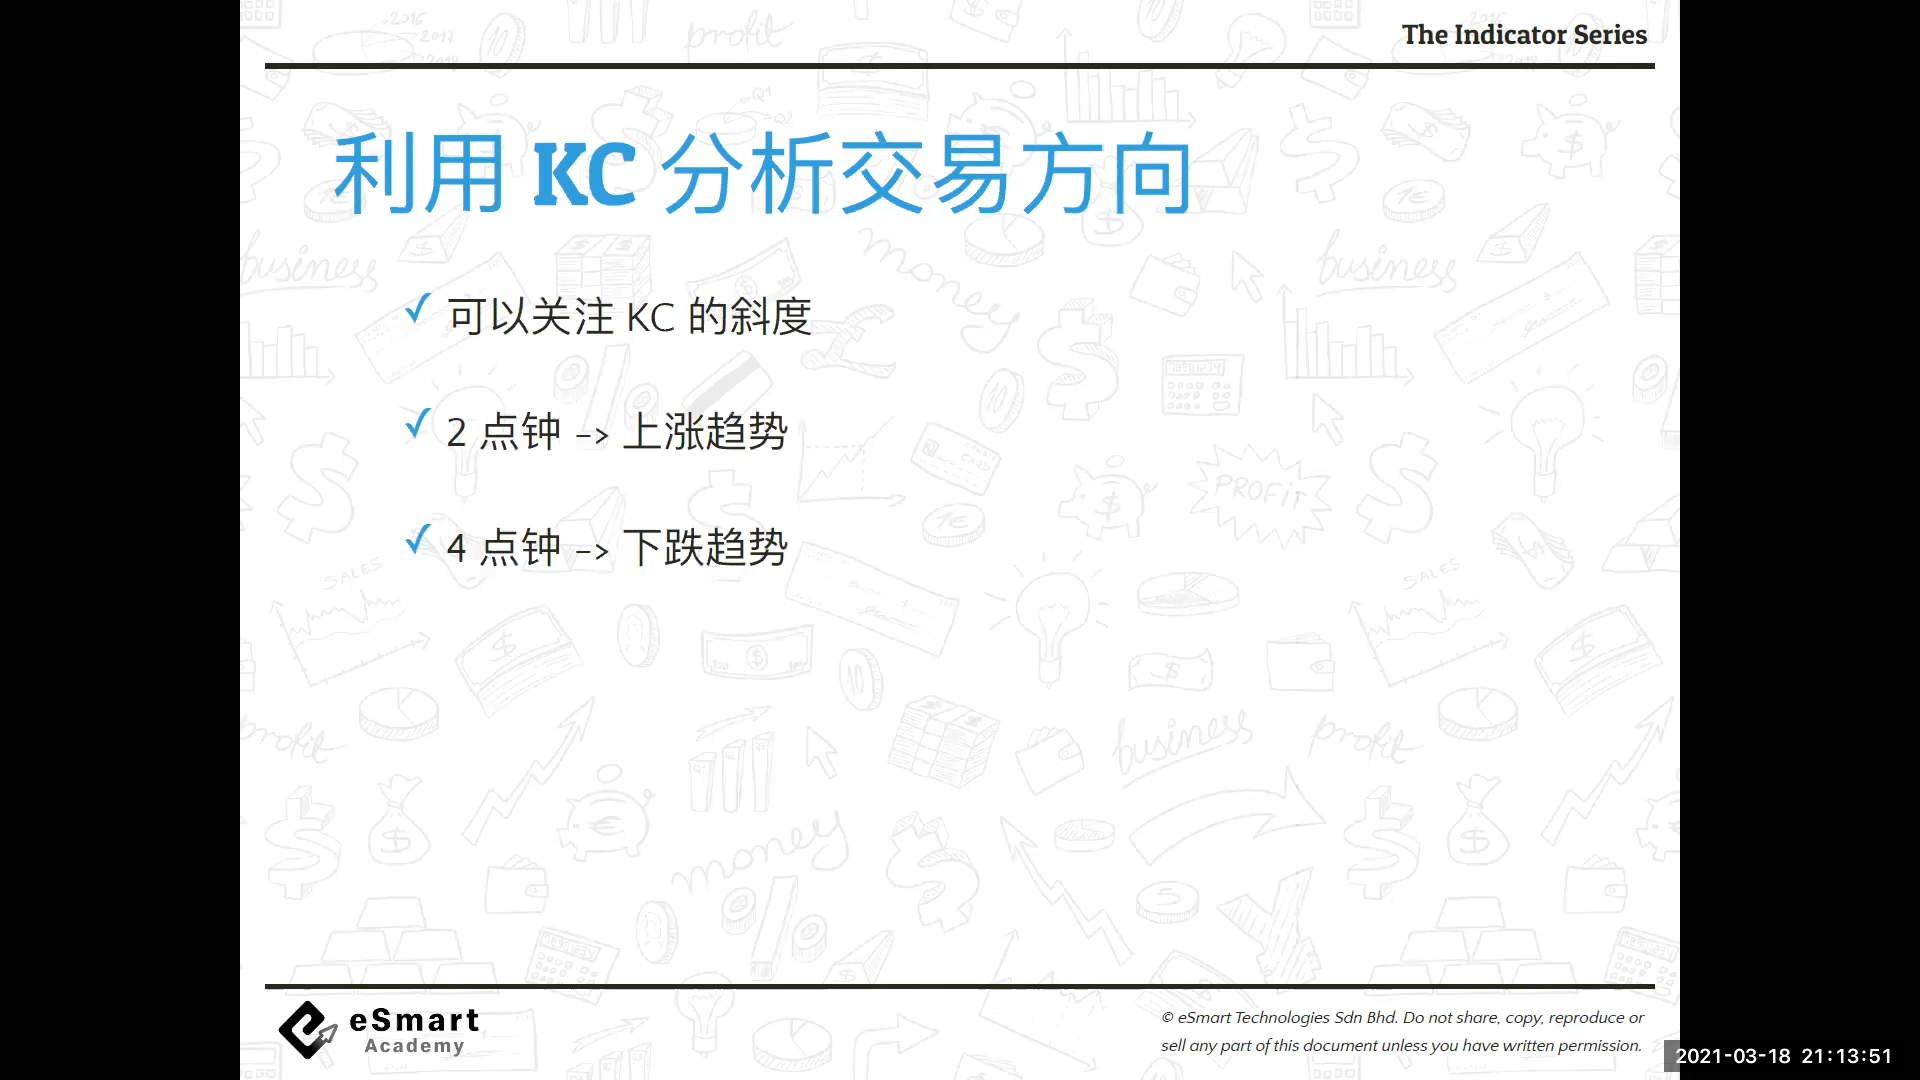 The Indicator Series
利用 KC 分析交易方向
✓ 可以关注 KC 的斜度
✓ 2 点钟 -> 上涨趋势
✓ 4 点钟 -> 下跌趋势
eSmart
Academy
© eSmart Technologies Sdn Bhd. Do not share, copy, reproduce or
sell any part of this document unless you have written permission.
2021-03-18 21:13:51